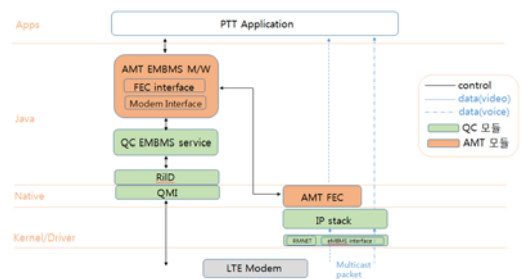 Apps
PTT Application
AMT EMBMS M/W
FEC interface
Modem Interface
control
data(video)
data(voice)
QC 모듈
AMT 모듈
Java
QC EMBMS service
RilD
QMI
Native
AMT FEC
IP stack
Kernel/Driver
RMNET
eMBMS interface
LTE Modem
Multicast
packet